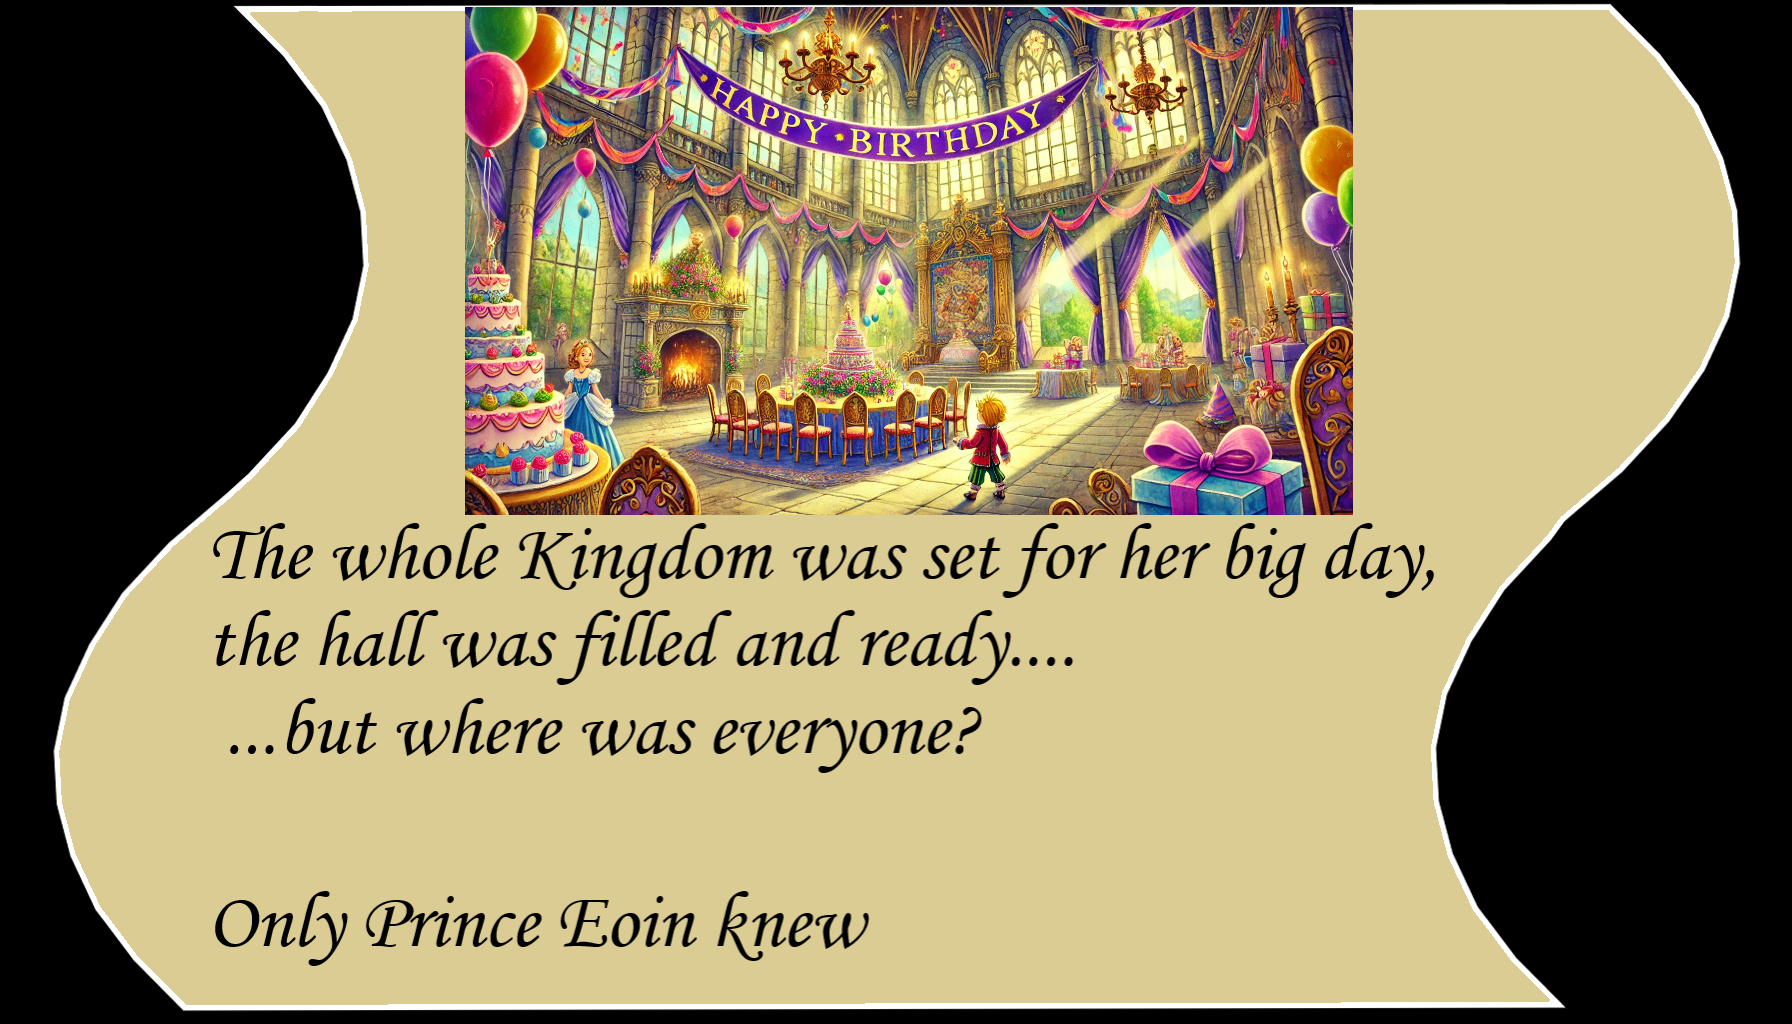 HAPPY · BIRTHDAY
The whole Kingdom was set for her big day,
the hall was filled and ready....
...but where was everyone?
Only Prince Eoin knew